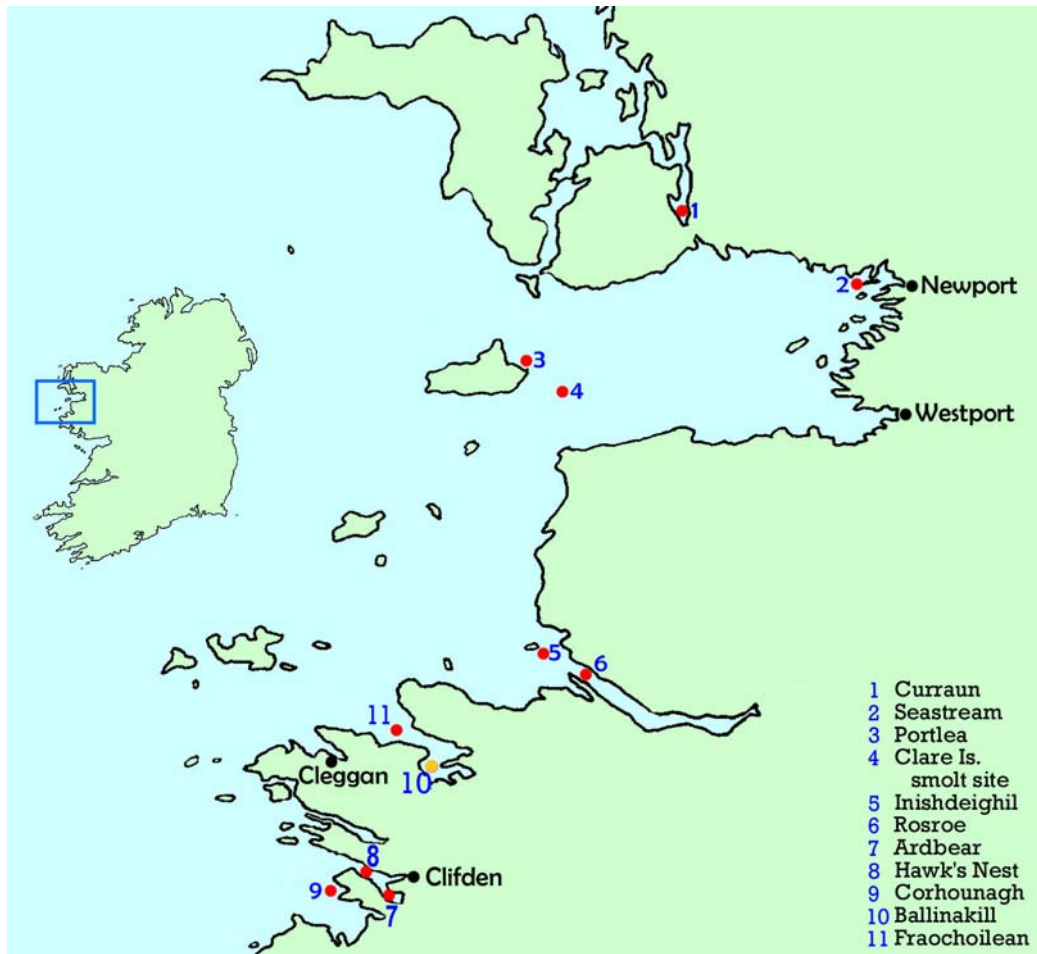 1
2
Newport
3
4
Westport
5
6
11
Cleggan
10
8
Clifden
9
7
1 Curraun
2 Seastream
3 Portlea
4 Clare Is.
smolt site
5 Inishdeighil
6 Rosroe
7 Ardbear
8 Hawk's Nest
9 Corhounagh
10 Ballinakill
11 Fraochoilean